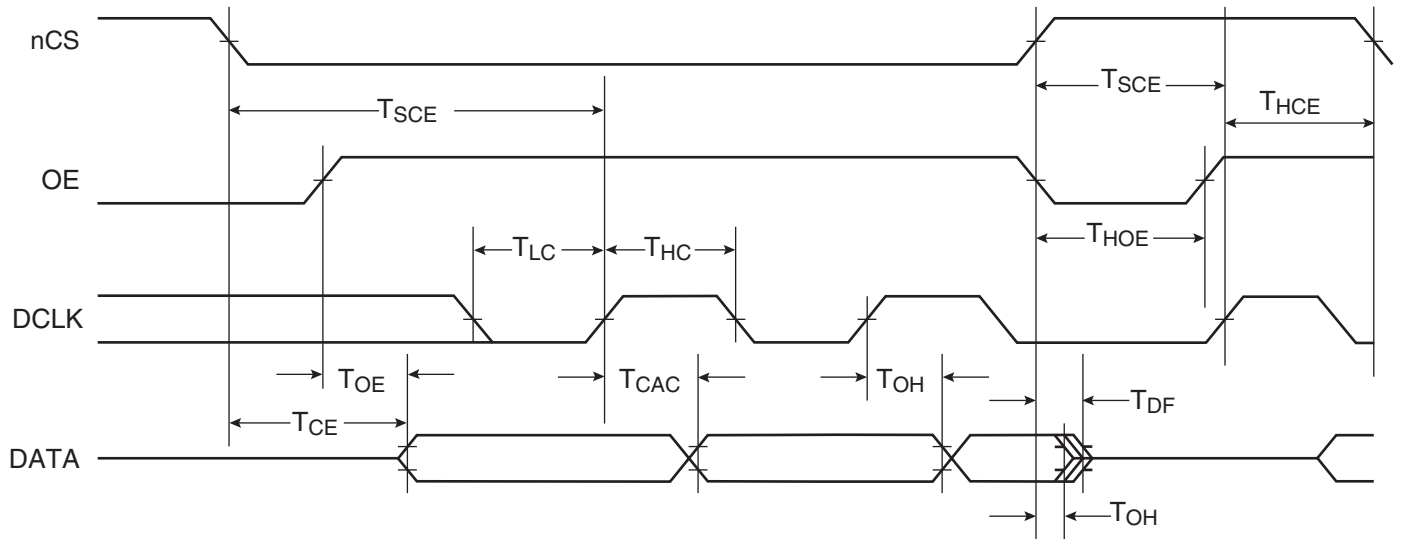 nCS
TSCE
TSCE
THCE
OE
TLC
THC
THOE
DCLK
TOE
TCAC
TOH
TDF
TCE
DATA
TOH